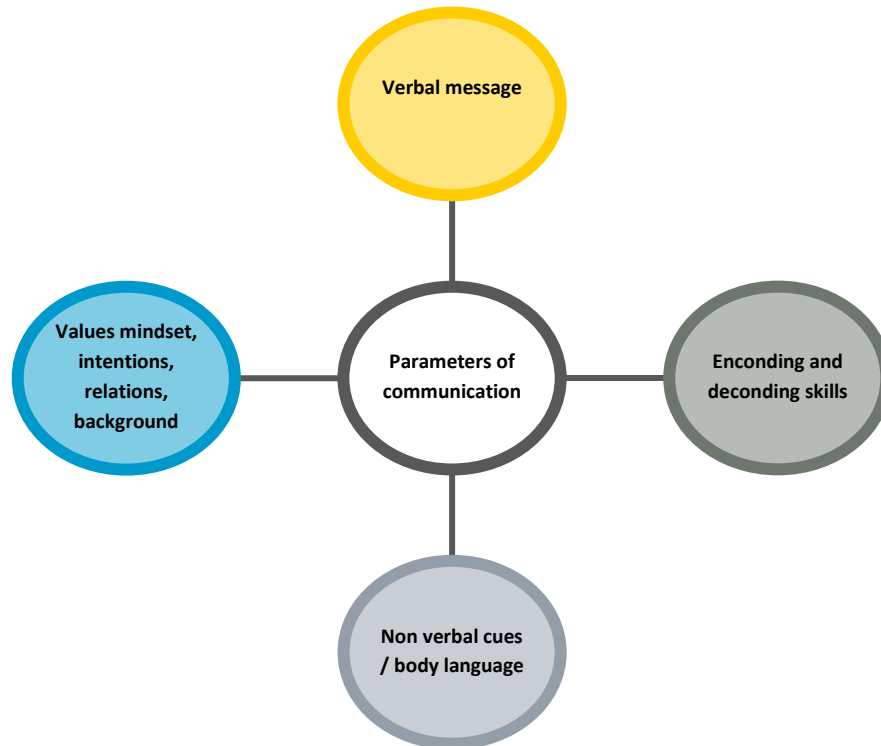 Verbal message
Values mindset,
intentions,
relations,
background
Parameters of
communication
Enconding and
deconding skills
Non verbal cues
/ body language